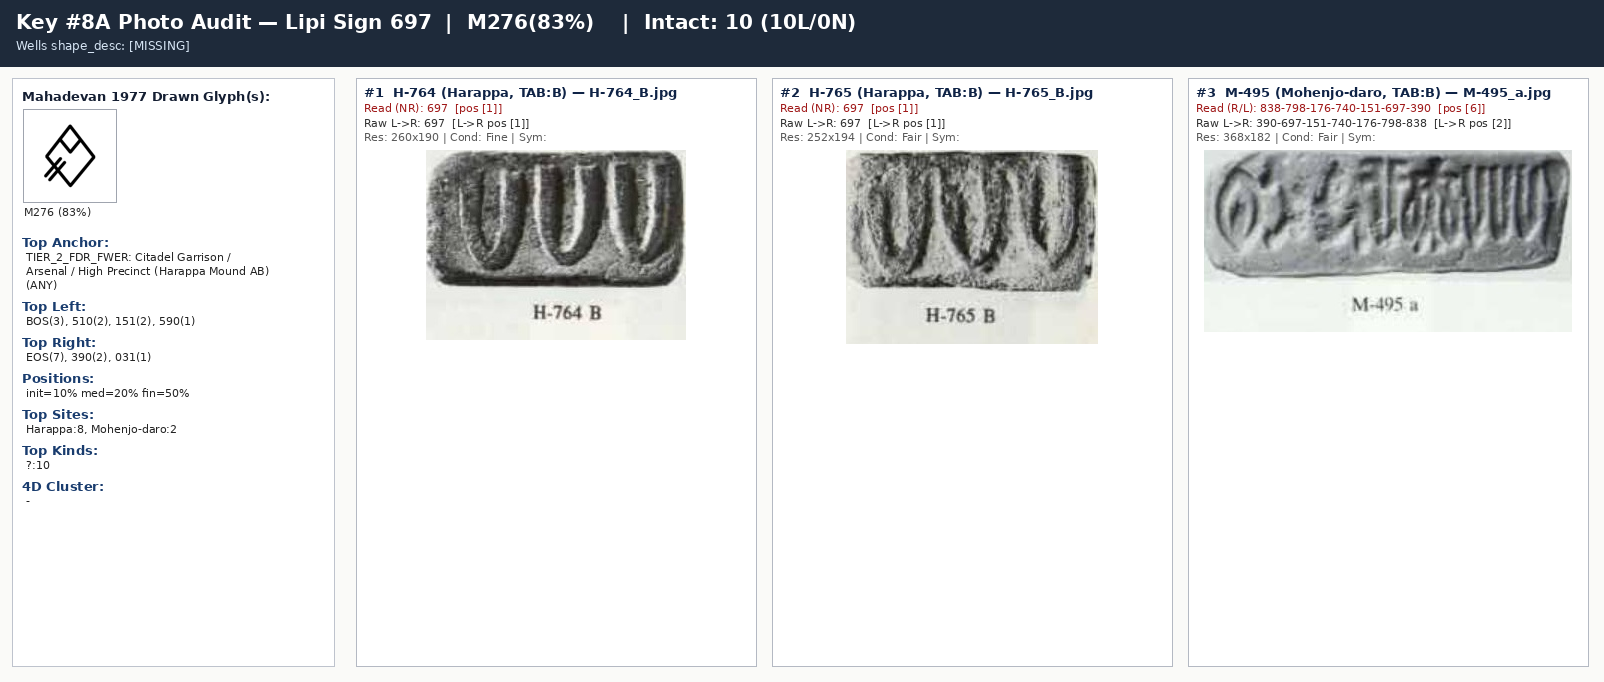 Key #8A Photo Audit — Lipi Sign 697 | M276(83%) | Intact: 10 (10L/0N)
Wells shape_desc: [MISSING]
Mahadevan 1977 Drawn Glyph(s):
M276 (83%)
Top Anchor:
TIER_2_FDR_FWER: Citadel Garrison /
Arsenal / High Precinct (Harappa Mound AB)
(ANY)
Top Left:
BOS(3), 510(2), 151(2), 590(1)
Top Right:
EOS(7), 390(2), 031(1)
Positions:
init=10% med=20% fin=50%
Top Sites:
Harappa:8, Mohenjo-daro:2
Top Kinds:
?:10
4D Cluster:
-
#1 H-764 (Harappa, TAB:B) — H-764_B.jpg
Read (NR): 697 [pos [1]]
Raw L->R: 697 [L->R pos [1]]
Res: 260x190 | Cond: Fine | Sym:
H-764 B
#2 H-765 (Harappa, TAB:B) — H-765_B.jpg
Read (NR): 697 [pos [1]]
Raw L->R: 697 [L->R pos [1]]
Res: 252x194 | Cond: Fair | Sym:
H-765 B
#3 M-495 (Mohenjo-daro, TAB:B) — M-495_a.jpg
Read (R/L): 838-798-176-740-151-697-390 [pos [6]]
Raw L->R: 390-697-151-740-176-798-838 [L->R pos [2]]
Res: 368x182 | Cond: Fair | Sym:
M-495 a